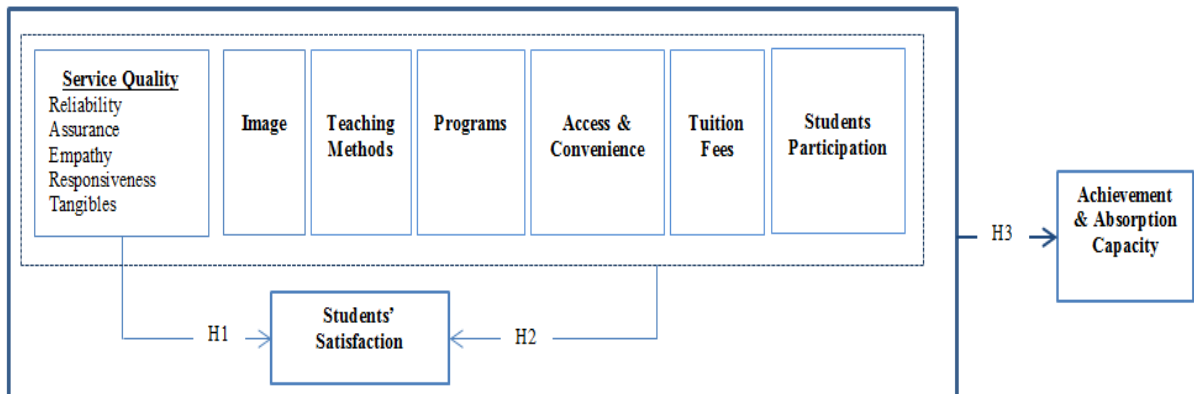 Service Quality
Reliability
Assurance
Empathy
Responsiveness
Tangibles
Image
Teaching
Methods
Programs
Access &
Convenience
Tuition
Fees
Students
Participation
H3
Achievement
& Absorption
Capacity
H1
Students'
Satisfaction
H2